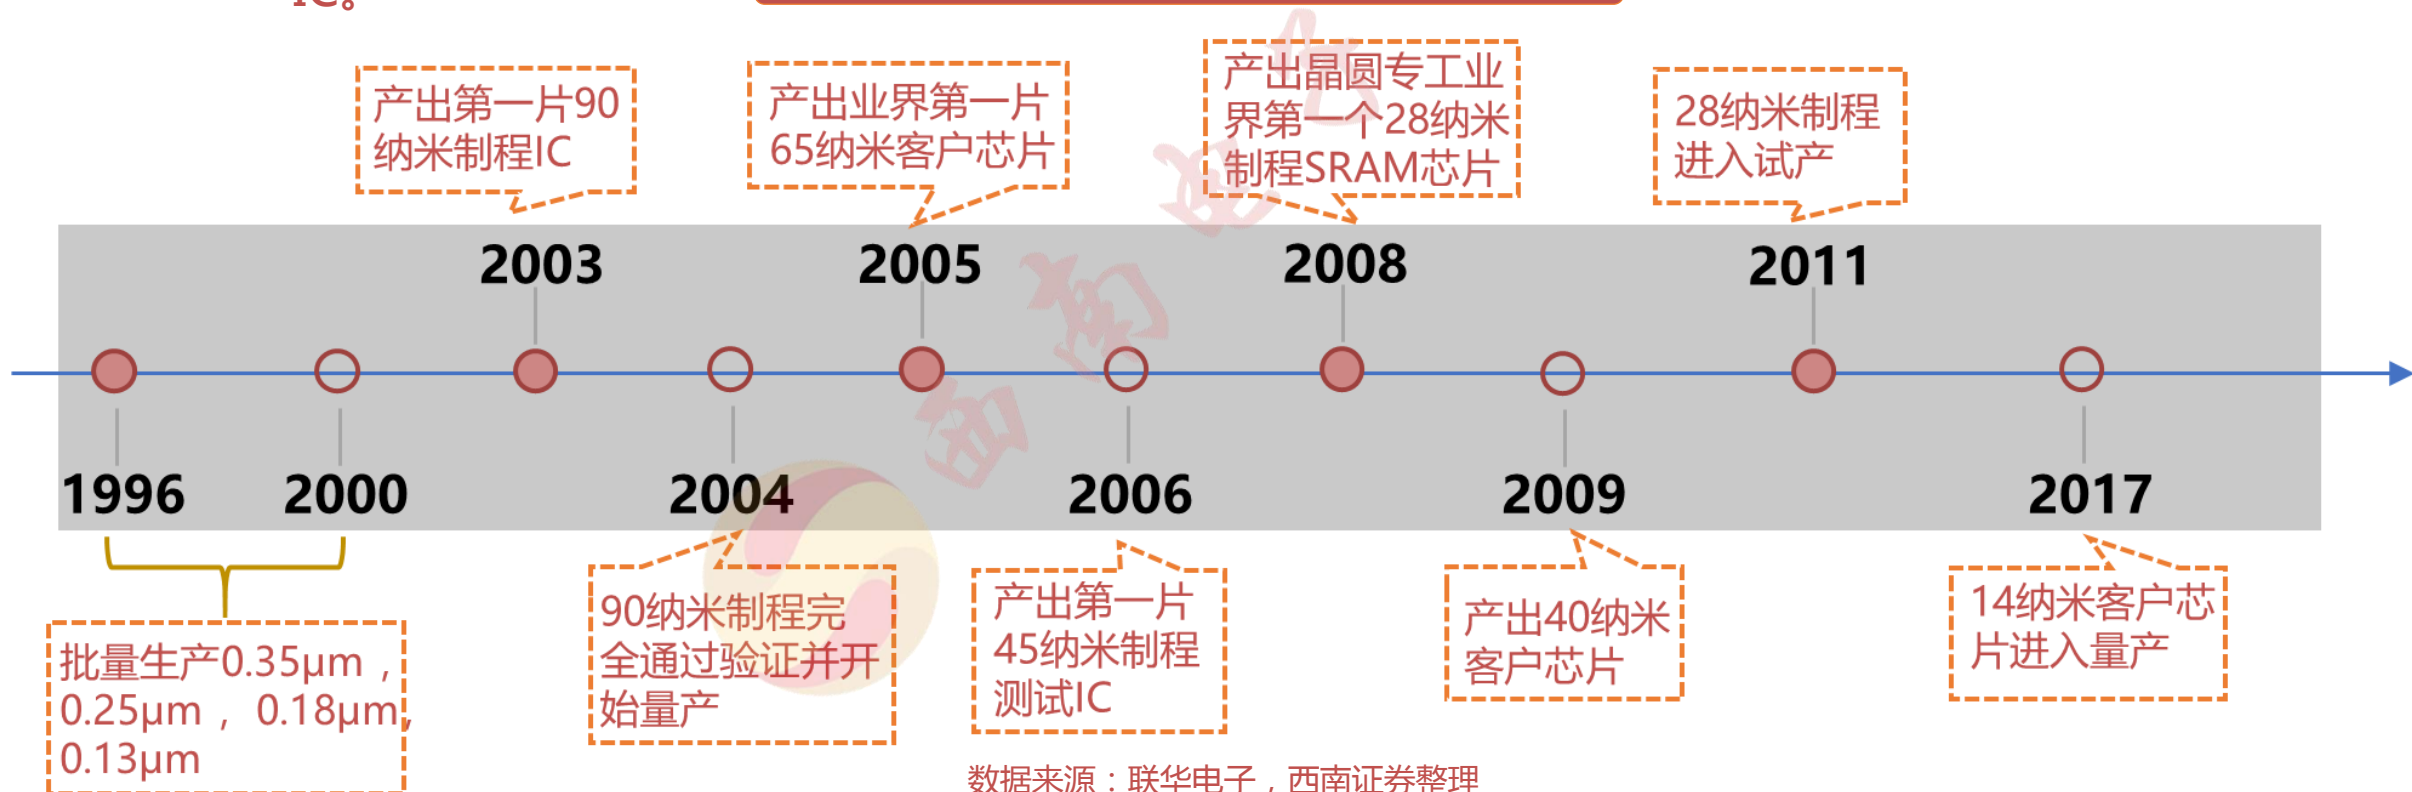 IC。
产出第一片90
纳米制程IC
产出业界第一片
65纳米客户芯片
产出晶圆专工业
界第一个28纳米
制程SRAM芯片
28纳米制程
进入试产
2003
2005
2008
2011
1996
2000
2004
2006
2009
2017
批量生产0.35μm，
0.25μm， 0.18μm,
0.13μm
90纳米制程完
全通过验证并开
始量产
产出第一片
45纳米制程
测试IC
产出40纳米
客户芯片
14纳米客户芯
片进入量产
数据来源：联华电子，西南证券整理